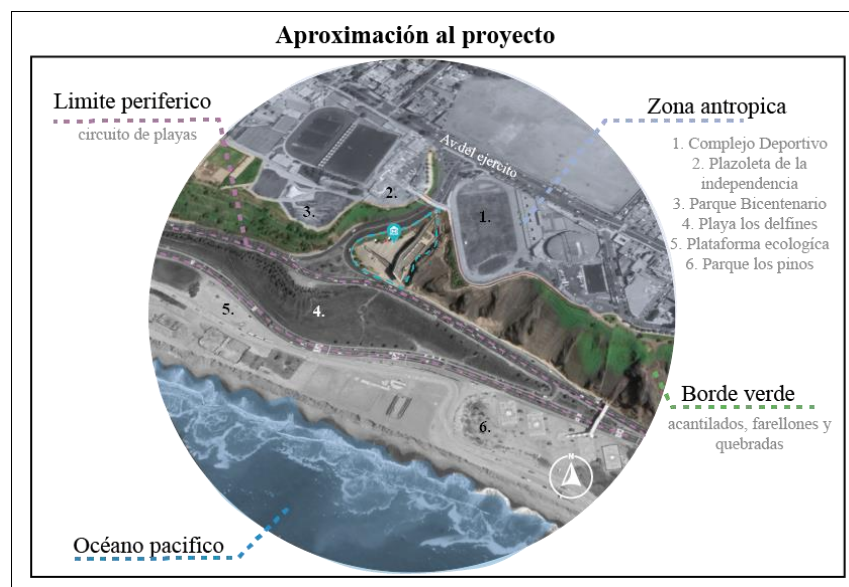 Aproximación al proyecto
Limite periferico
circuito de playas
Zona antropica
1. Complejo Deportivo
2. Plazoleta de la
independencia
3. Parque Bicentenario
4. Playa los delfines
5. Plataforma ecologíca
6. Parque los pinos
Av.del ejercito
2.
1.
3.
5.
4.
6.
N
Borde verde
acantilados, farellones y
quebradas
Océano pacifico